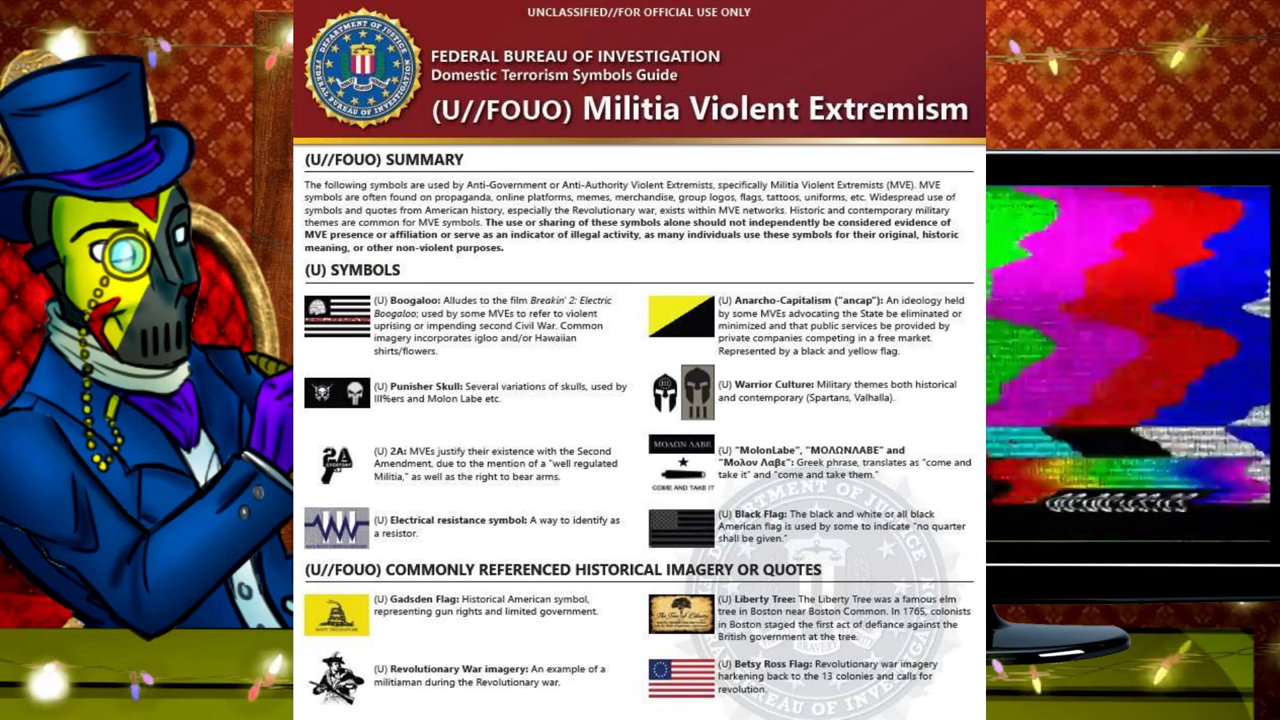 UNCLASSIFIED//FOR OFFICIAL USE ONLY
FEDERAL BUREAU OF INVESTIGATION
Domestic Terrorism Symbols Guide
(U//FOUO) Militia Violent Extremism
(U//FOUO) SUMMARY
The following symbols are used by Anti-Government or Anti-Authority Violent Extremists, specifically Militia Violent Extremists (MVE). MVE
symbols are often found on propaganda, online platforms, memes, merchandise, group logos, flags, tattoos, uniforms, etc. Widespread use of
symbols and quotes from American history, especially the Revolutionary war, exists within MVE networks. Historic and contemporary military
themes are common for MVE symbols. The use or sharing of these symbols alone should not independently be considered evidence of
MVE presence or affiliation or serve as an indicator of illegal activity, as many individuals use these symbols for their original, historic
meaning, or other non-violent purposes.
(U) SYMBOLS
(U) Boogaloo: Alludes to the film Breakin' 2: Electric
Boogaloo; used by some MVEs to refer to violent
uprising or impending second Civil War. Common
imagery incorporates igloo and/or Hawaiian
shirts/flowers.
(U) Anarcho-Capitalism ("ancap"): An ideology held
by some MVEs advocating the State be eliminated or
minimized and that public services be provided by
private companies competing in a free market.
Represented by a black and yellow flag.
(U) Punisher Skull: Several variations of skulls, used by
III%ers and Molon Labe etc.
(U) Warrior Culture: Military themes both historical
and contemporary (Spartans, Valhalla).
2A
(U) 2A: MVEs justify their existence with the Second
Amendment, due to the mention of a "well regulated
Militia," as well as the right to bear arms.
ΜΟΛΩΝ ΛΑΒΕ
COME AND TAKE IT
(U) "MolonLabe", "ΜΟΛΩΝΛΑΒΕ" and
"Μολον Λαβε": Greek phrase, translates as "come and
take it" and "come and take them."
(U) Electrical resistance symbol: A way to identify as
a resistor.
(U) Black Flag: The black and white or all black
American flag is used by some to indicate "no quarter
shall be given."
(U//FOUO) COMMONLY REFERENCED HISTORICAL IMAGERY OR QUOTES
(U) Gadsden Flag: Historical American symbol,
representing gun rights and limited government.
(U) Liberty Tree: The Liberty Tree was a famous elm
tree in Boston near Boston Common. In 1765, colonists
in Boston staged the first act of defiance against the
British government at the tree.
(U) Revolutionary War imagery: An example of a
militiaman during the Revolutionary war.
(U) Betsy Ross Flag: Revolutionary war imagery
harkening back to the 13 colonies and calls for
revolution.
DEPARTMENT OF JUSTICE
FEDERAL BUREAU OF INVESTIGATION